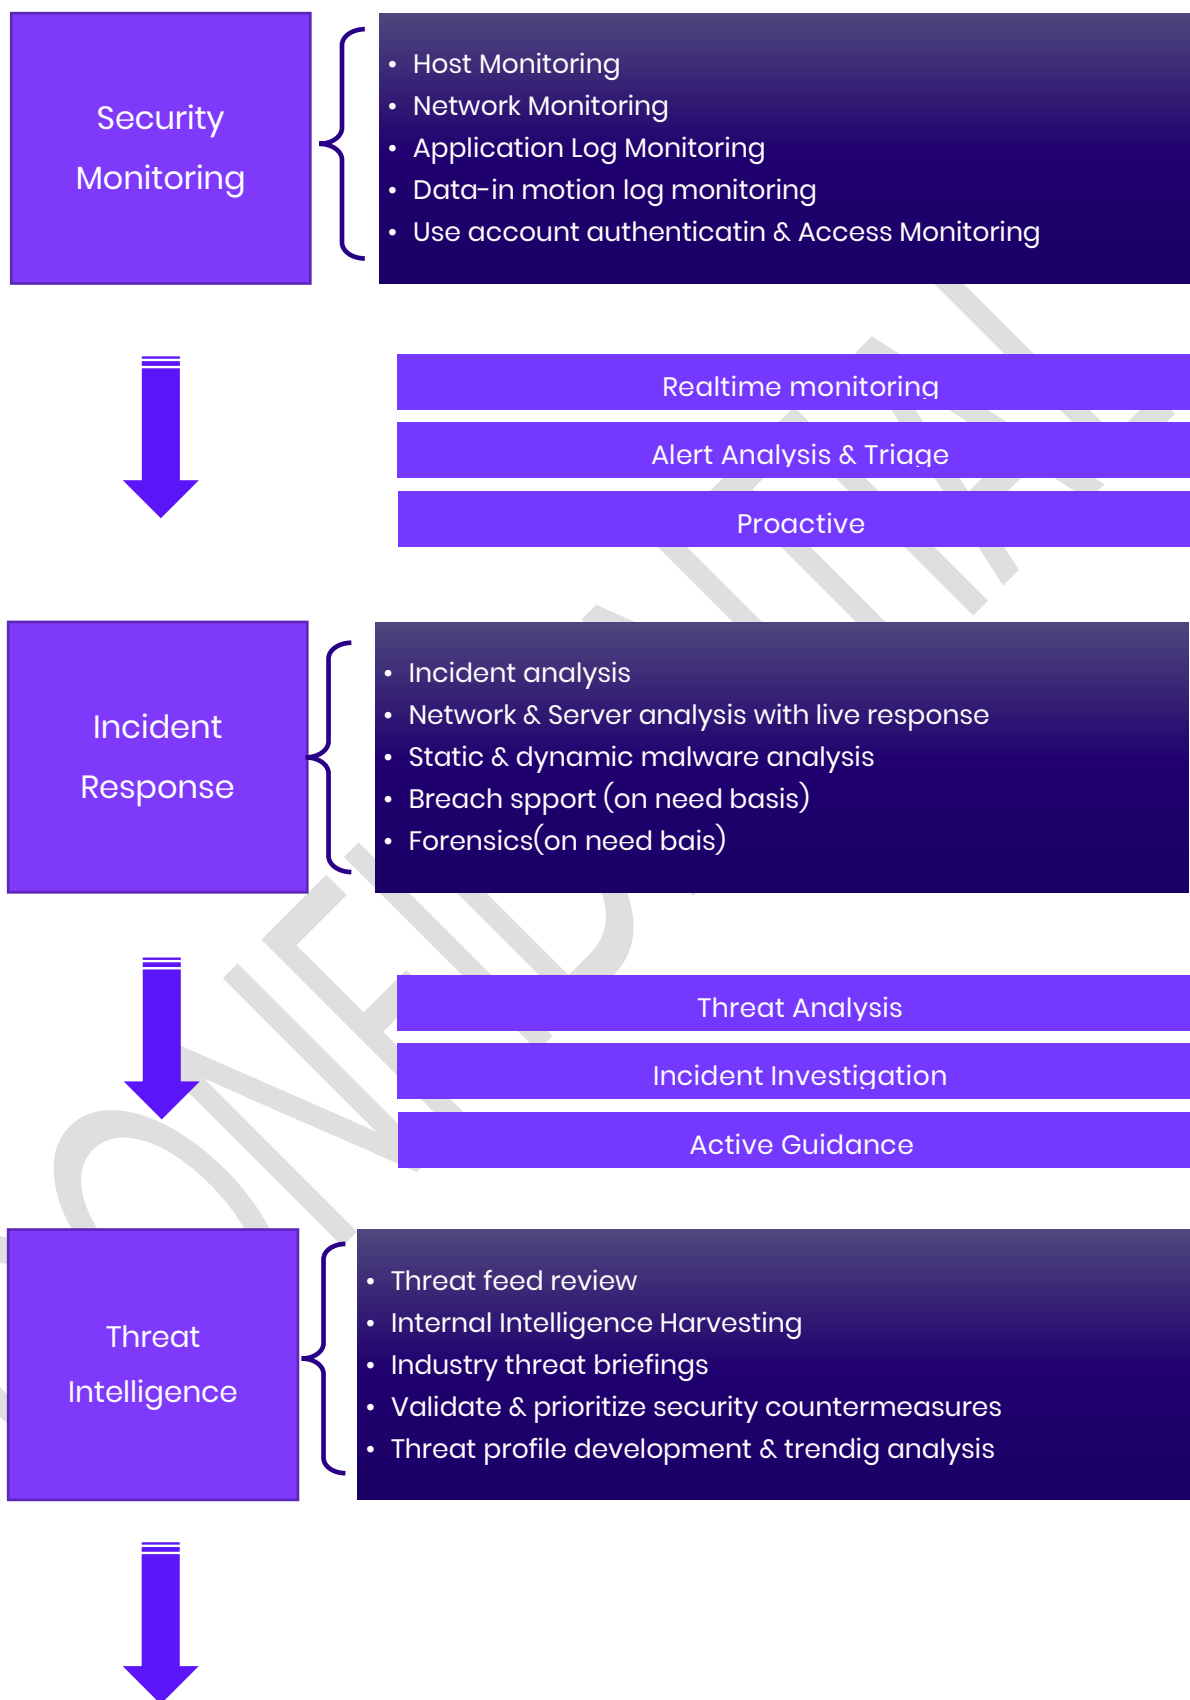 Security
Monitoring
• Host Monitoring
• Network Monitoring
• Application Log Monitoring
• Data-in motion log monitoring
• Use account authenticatin & Access Monitoring
Realtime monitoring
Alert Analysis & Triage
Proactive
Incident
Response
• Incident analysis
• Network & Server analysis with live response
• Static & dynamic malware analysis
• Breach spport (on need basis)
• Forensics(on need bais)
Threat Analysis
Incident Investigation
Active Guidance
Threat
Intelligence
• Threat feed review
• Internal Intelligence Harvesting
• Industry threat briefings
• Validate & prioritize security countermeasures
• Threat profile development & trendig analysis
CONFIDENTIAL